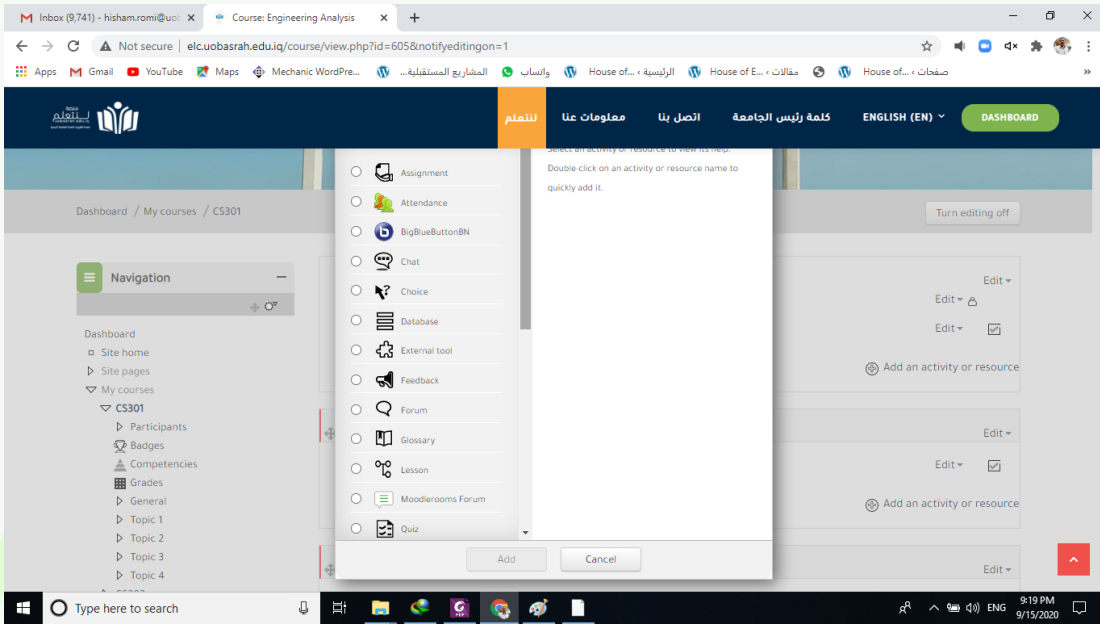 Inbox (9,741) - hisham.romi@uob
Course: Engineering Analysis
Not secure | elc.uobasrah.edu.iq/course/view.php?id=605&notifyeditingon=1
Apps Gmail YouTube Maps Mechanic WordPre... المشاريع المستقبلية... واتساب House of... ‹ الرئيسية House of E... ‹ مقالات House of... ‹ صفحات »
لنتعلم معلومات عنا اتصل بنا كلمة رئيس الجامعة ENGLISH (EN) DASHBOARD
Select an activity or resource to view its help.
Double-click on an activity or resource name to
quickly add it.
Dashboard / My courses / CS301
Turn editing off
Navigation
Dashboard
Site home
Site pages
My courses
CS301
Participants
Badges
Competencies
Grades
General
Topic 1
Topic 2
Topic 3
Topic 4
Assignment
Attendance
BigBlueButtonBN
Chat
Choice
Database
External tool
Feedback
Forum
Glossary
Lesson
Moodlerooms Forum
Quiz
Add
Cancel
Edit
Edit
Edit
Add an activity or resource
Edit
Edit
Add an activity or resource
Edit
Type here to search
ENG
9:19 PM
9/15/2020